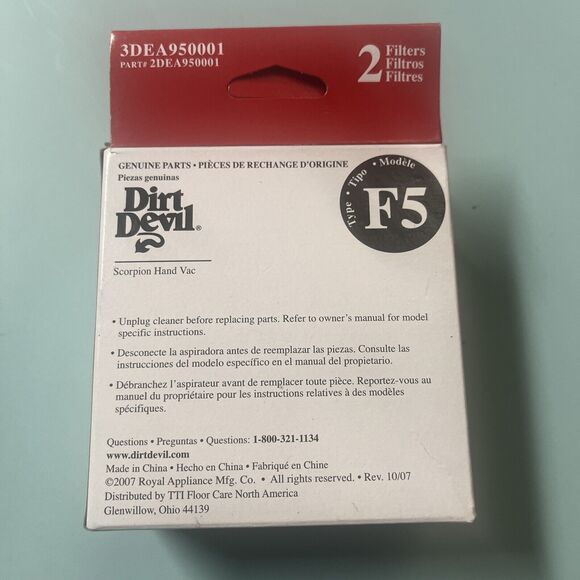 3DEA950001
PART# 2DEA950001
2 Filters
Filtros
Filtres
GENUINE PARTS • PIÈCES DE RECHANGE D'ORIGINE
Piezas genuinas
Type • Tipo • Modèle
F5
Dirt
Devil®
Scorpion Hand Vac
• Unplug cleaner before replacing parts. Refer to owner's manual for model
specific instructions.
• Desconecte la aspiradora antes de reemplazar las piezas. Consulte las
instrucciones del modelo específico en el manual del propietario.
• Débranchez l'aspirateur avant de remplacer toute pièce. Reportez-vous au
manuel du propriétaire pour les instructions relatives à des modèles
spécifiques.
Questions • Preguntas • Questions: 1-800-321-1134
www.dirtdevil.com
Made in China • Hecho en China • Fabriqué en Chine
©2007 Royal Appliance Mfg. Co. • All rights reserved. • Rev. 10/07
Distributed by TTI Floor Care North America
Glenwillow, Ohio 44139